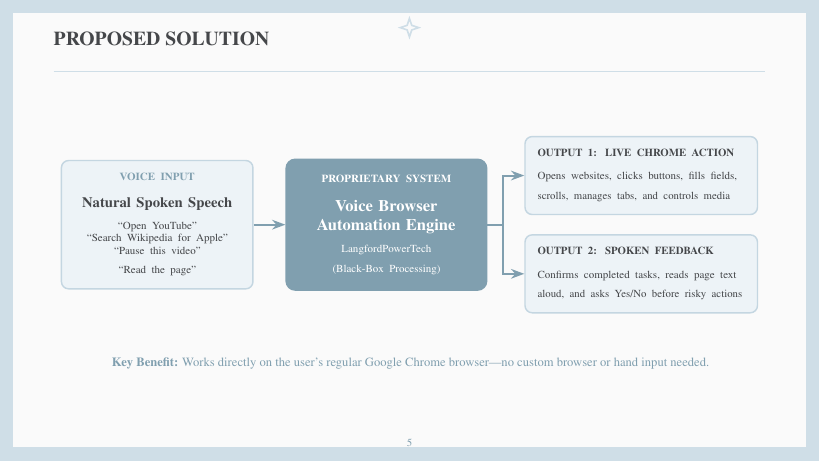 PROPOSED SOLUTION
VOICE INPUT
Natural Spoken Speech
“Open YouTube”
“Search Wikipedia for Apple”
“Pause this video”
“Read the page”
PROPRIETARY SYSTEM
Voice Browser
Automation Engine
LangfordPowerTech
(Black-Box Processing)
OUTPUT 1: LIVE CHROME ACTION
Opens websites, clicks buttons, fills fields,
scrolls, manages tabs, and controls media
OUTPUT 2: SPOKEN FEEDBACK
Confirms completed tasks, reads page text
aloud, and asks Yes/No before risky actions
Key Benefit: Works directly on the user’s regular Google Chrome browser—no custom browser or hand input needed.
5